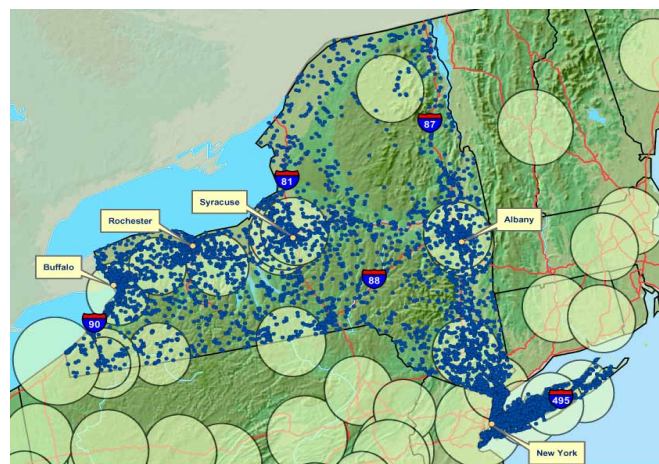 87
81
Syracuse
Rochester
Albany
Buffalo
88
90
495
New York